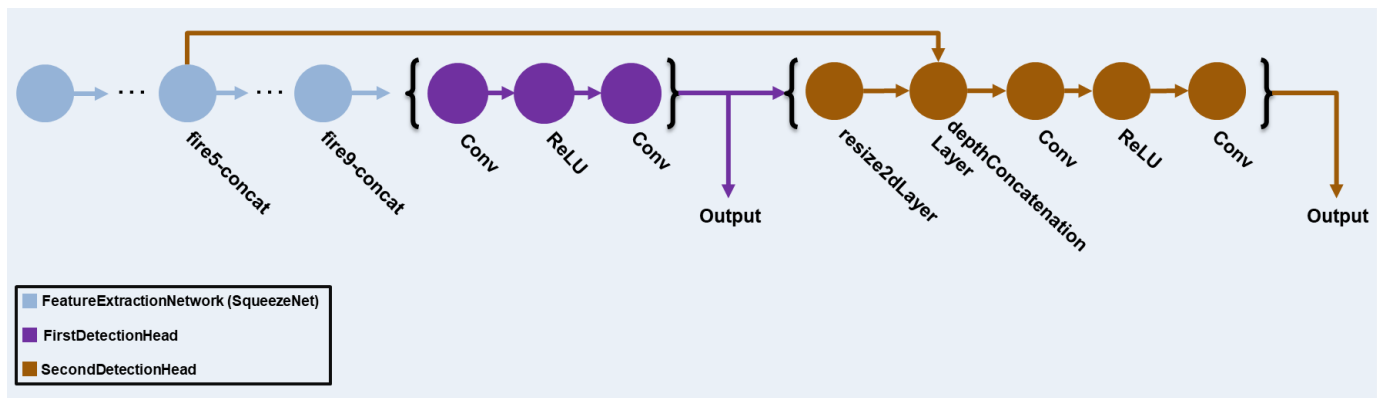 fire5-concat
fire9-concat
Conv
ReLU
Conv
resize2dLayer
depthConcatenation
Layer
Conv
ReLU
Conv
Output
Output
FeatureExtractionNetwork (SqueezeNet)
FirstDetectionHead
SecondDetectionHead